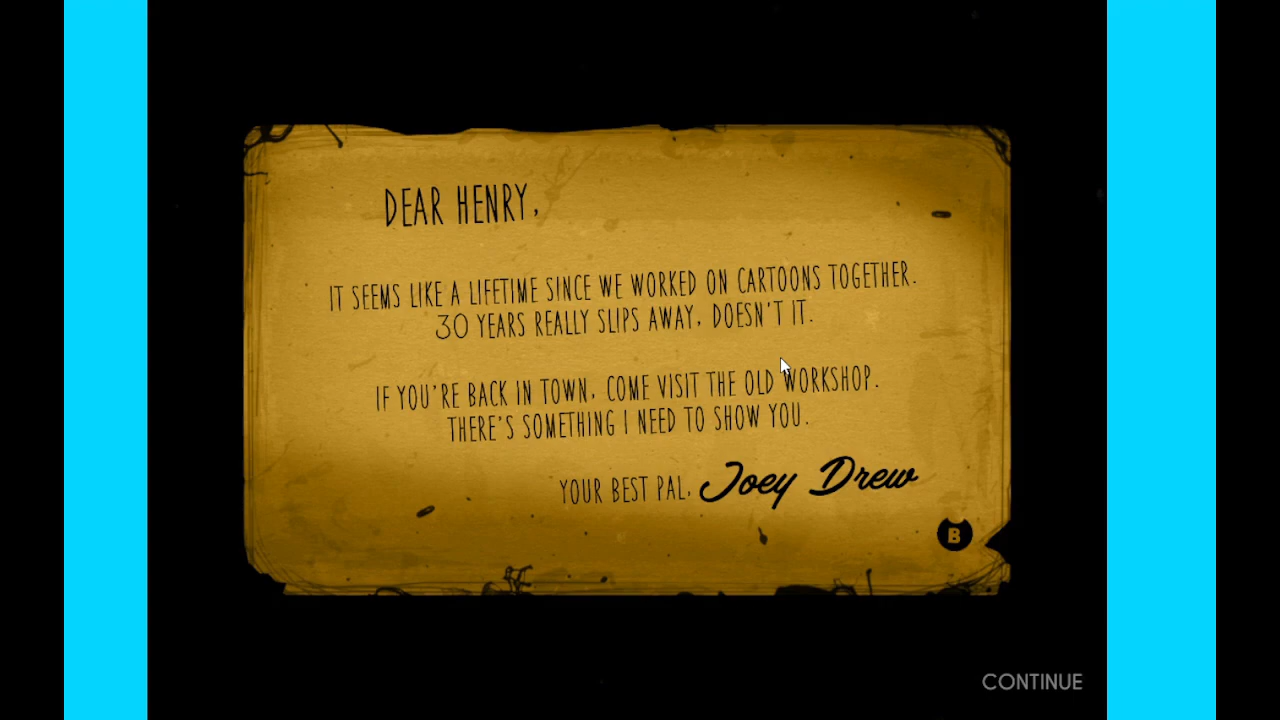 DEAR HENRY,
IT SEEMS LIKE A LIFETIME SINCE WE WORKED ON CARTOONS TOGETHER.
30 YEARS REALLY SLIPS AWAY, DOESN'T IT.
IF YOU'RE BACK IN TOWN, COME VISIT THE OLD WORKSHOP.
THERE'S SOMETHING I NEED TO SHOW YOU.
YOUR BEST PAL, Joey Drew
B
CONTINUE